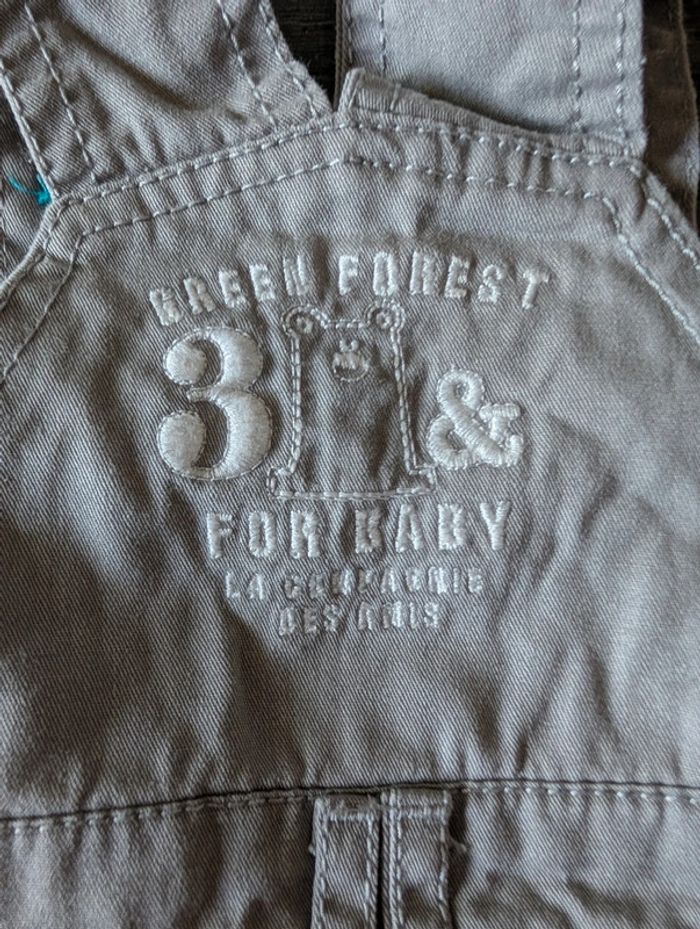 GREEN FOREST
3 &
FOR BABY
LA COMPAGNIE
DES AMIS